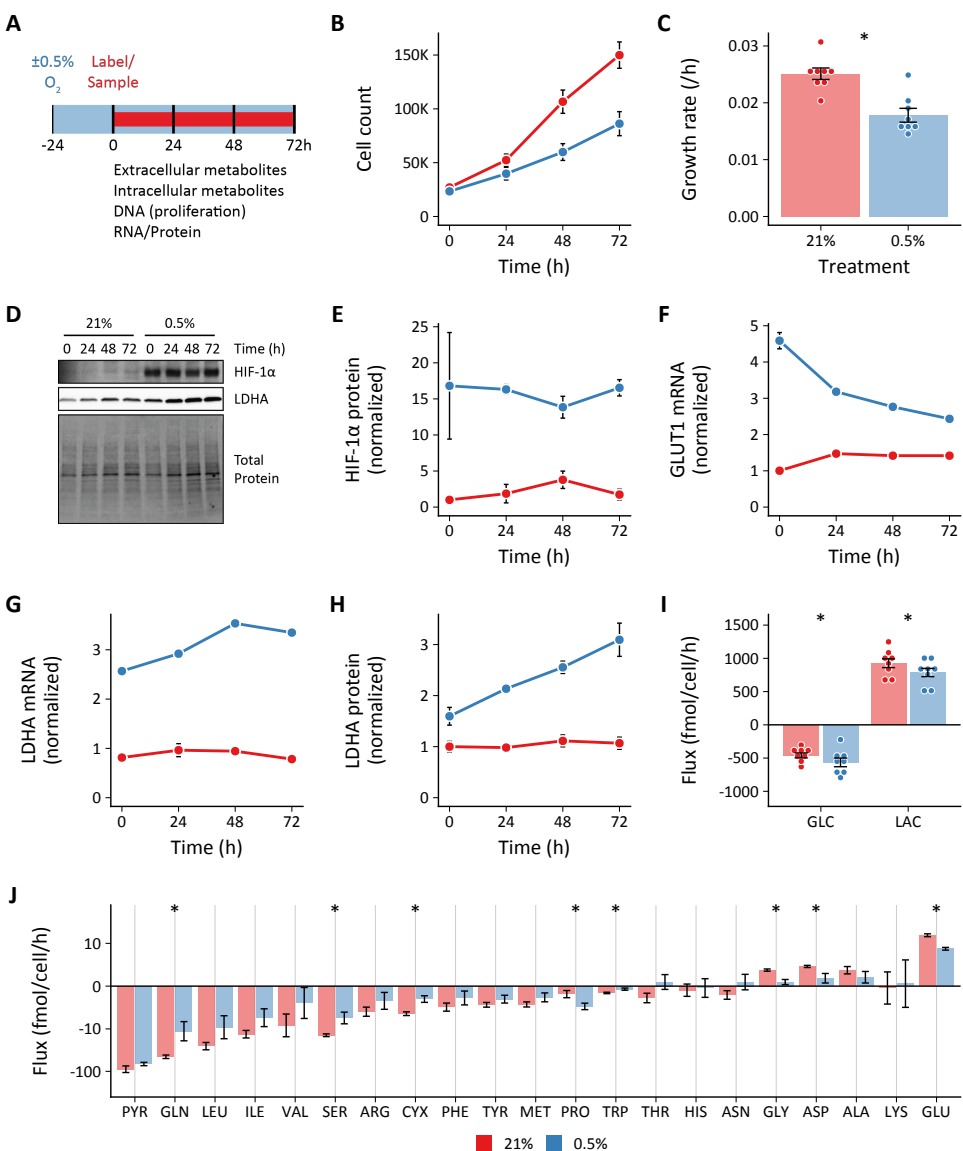 A
±0.5%
O2
Label/
Sample
-24
0
24
48
72h
Extracellular metabolites
Intracellular metabolites
DNA (proliferation)
RNA/Protein
B
Cell count
150K
100K
50K
0
0
24
48
72
Time (h)
C
Growth rate (/h)
0.03
0.02
0.01
0.00
*
21%
0.5%
Treatment
D
21%
0.5%
0 24 48 72 0 24 48 72 Time (h)
HIF-1α
LDHA
Total
Protein
E
HIF-1α protein
(normalized)
25
20
15
10
5
0
0
24
48
72
Time (h)
F
GLUT1 mRNA
(normalized)
5
4
3
2
1
0
0
24
48
72
Time (h)
G
LDHA mRNA
(normalized)
3
2
1
0
0
24
48
72
Time (h)
H
LDHA protein
(normalized)
3
2
1
0
0
24
48
72
Time (h)
I
Flux (fmol/cell/h)
1500
1000
500
0
-500
-1000
*
*
GLC
LAC
J
Flux (fmol/cell/h)
10
0
-10
-100
* * * * * * * *
PYR GLN LEU ILE VAL SER ARG CYX PHE TYR MET PRO TRP THR HIS ASN GLY ASP ALA LYS GLU
21% 0.5%